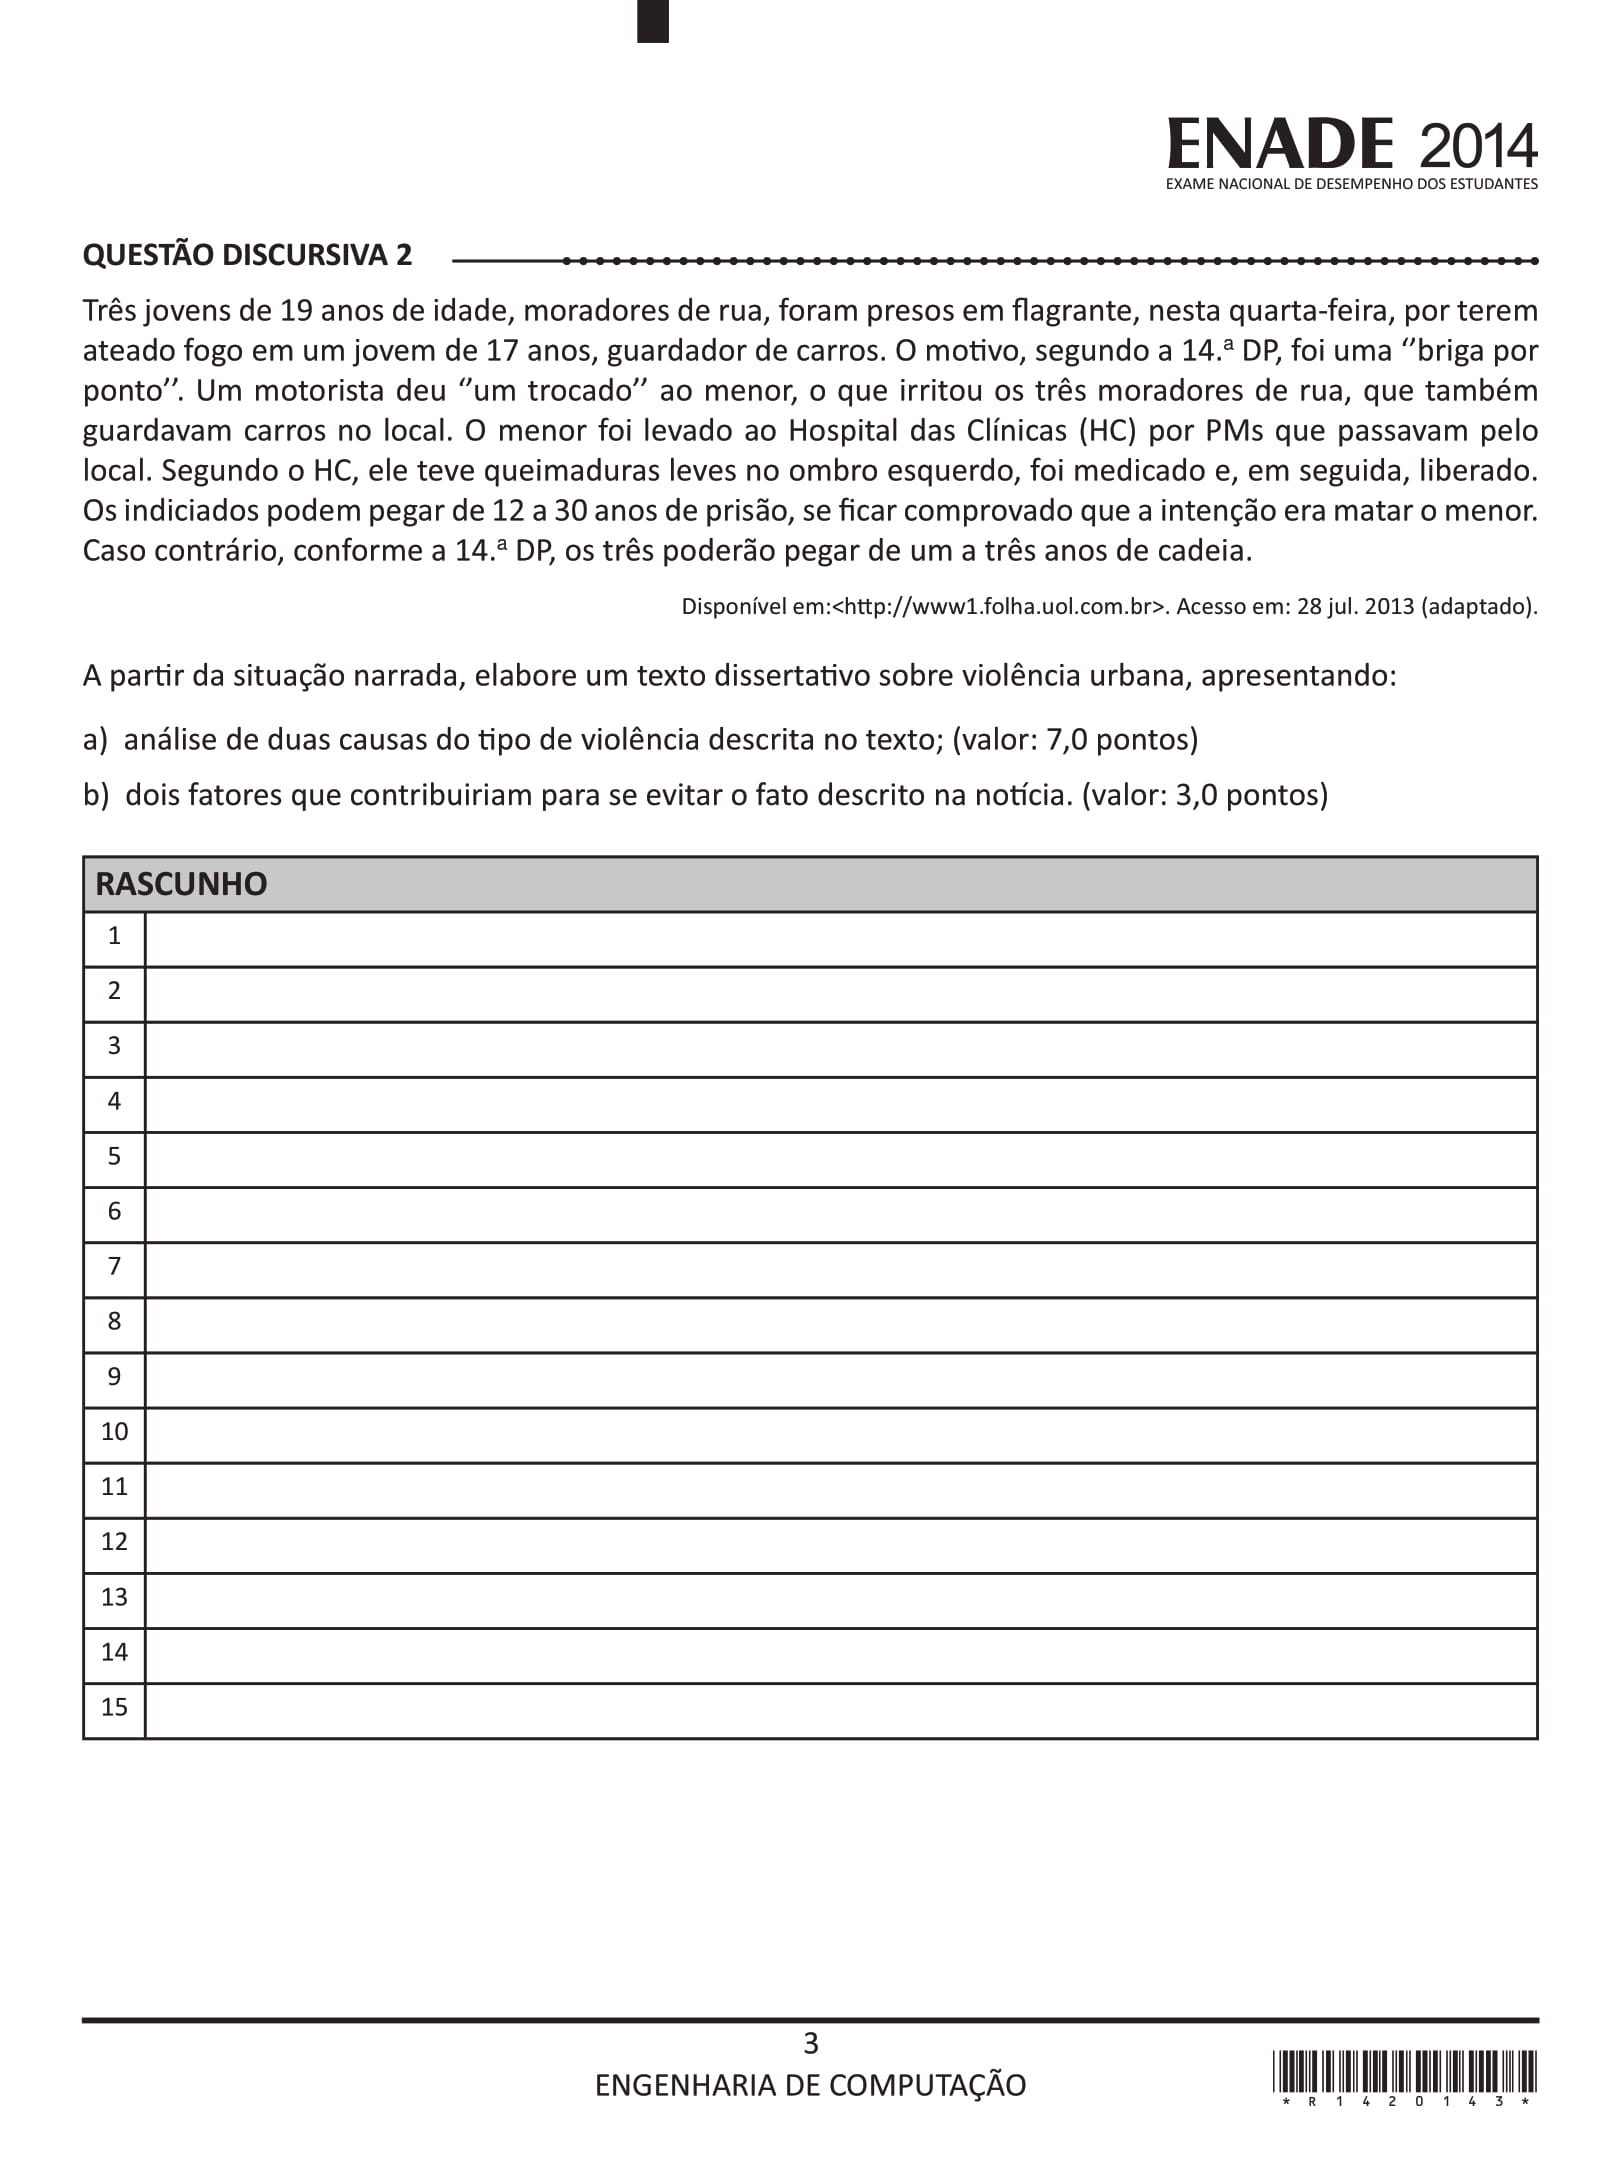 ENADE 2014
EXAME NACIONAL DE DESEMPENHO DOS ESTUDANTES
QUESTÃO DISCURSIVA 2
Três jovens de 19 anos de idade, moradores de rua, foram presos em flagrante, nesta quarta-feira, por terem
ateado fogo em um jovem de 17 anos, guardador de carros. O motivo, segundo a 14.ª DP, foi uma ‘’briga por
ponto’’. Um motorista deu ‘’um trocado’’ ao menor, o que irritou os três moradores de rua, que também
guardavam carros no local. O menor foi levado ao Hospital das Clínicas (HC) por PMs que passavam pelo
local. Segundo o HC, ele teve queimaduras leves no ombro esquerdo, foi medicado e, em seguida, liberado.
Os indiciados podem pegar de 12 a 30 anos de prisão, se ficar comprovado que a intenção era matar o menor.
Caso contrário, conforme a 14.ª DP, os três poderão pegar de um a três anos de cadeia.
Disponível em:<http://www1.folha.uol.com.br>. Acesso em: 28 jul. 2013 (adaptado).
A partir da situação narrada, elabore um texto dissertativo sobre violência urbana, apresentando:
a) análise de duas causas do tipo de violência descrita no texto; (valor: 7,0 pontos)
b) dois fatores que contribuiriam para se evitar o fato descrito na notícia. (valor: 3,0 pontos)
RASCUNHO
1
2
3
4
5
6
7
8
9
10
11
12
13
14
15
3
ENGENHARIA DE COMPUTAÇÃO
* R 1 4 2 0 1 4 3 *